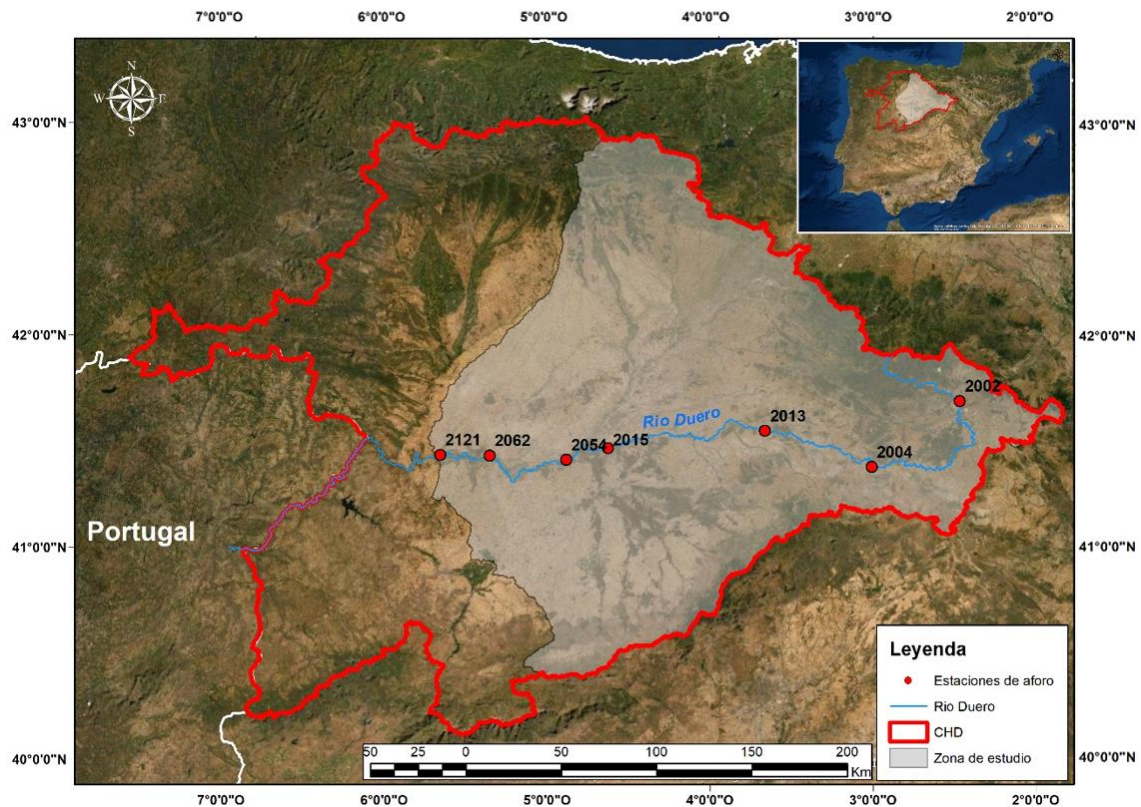 7°0'0"O 6°0'0"O 5°0'0"O 4°0'0"O 3°0'0"O 2°0'0"O
N
W E
S
43°0'0"N 43°0'0"N
42°0'0"N 42°0'0"N
2002
Rio Duero
2013
2121 2062 2054 2015
2004
Portugal
41°0'0"N 41°0'0"N
Leyenda
Estaciones de aforo
Rio Duero
CHD
Zona de estudio
50 25 0 50 100 150 200
Km
40°0'0"N 40°0'0"N
7°0'0"O 6°0'0"O 5°0'0"O 4°0'0"O 3°0'0"O 2°0'0"O